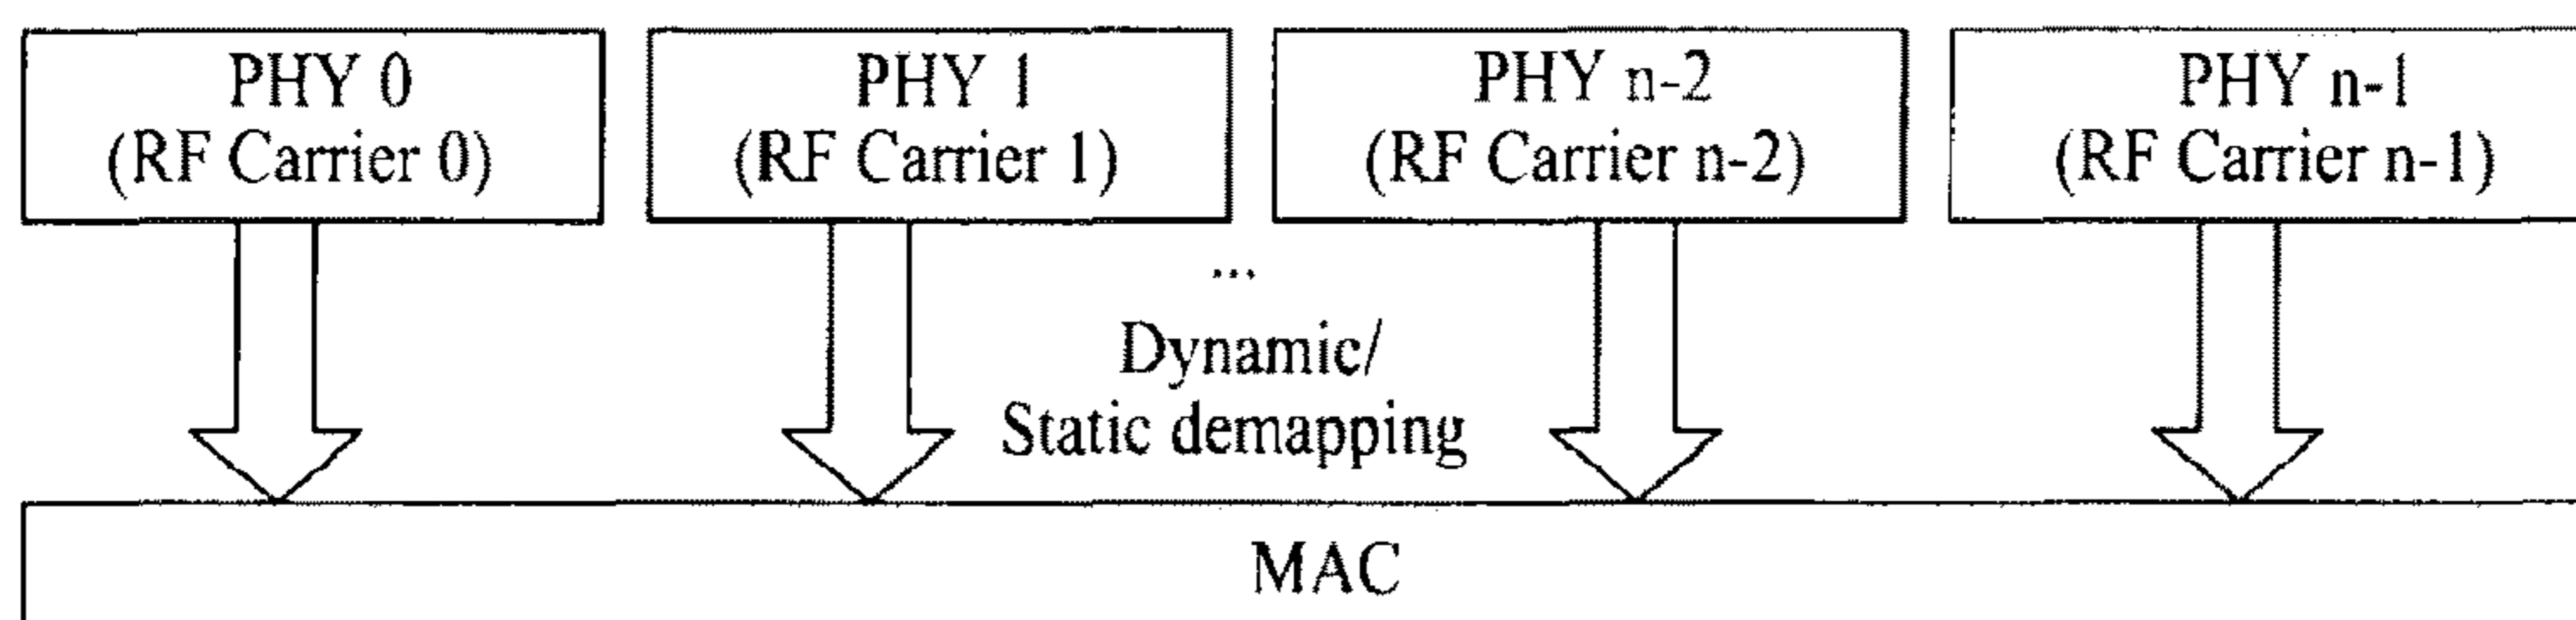 PHY 0
(RF Carrier 0)
PHY 1
(RF Carrier 1)
PHY n-2
(RF Carrier n-2)
PHY n-1
(RF Carrier n-1)
...
Dynamic/
Static demapping
MAC